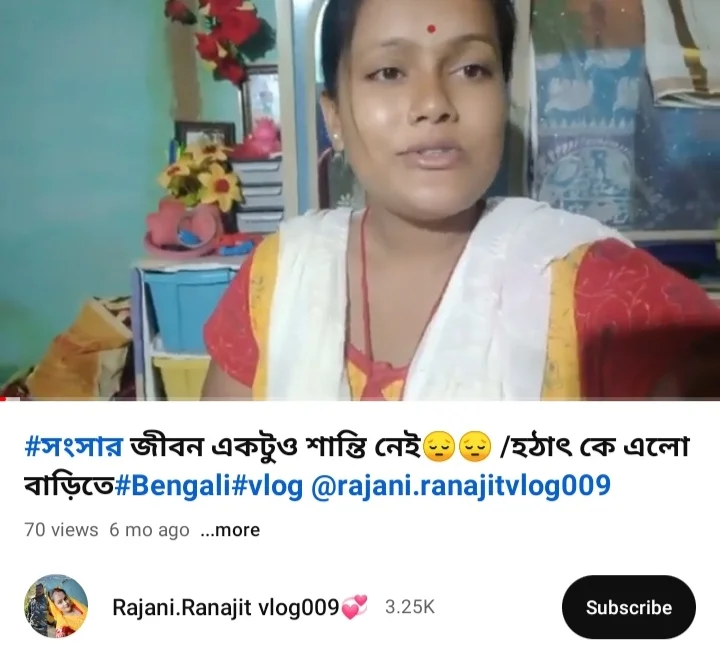 #সংসার জীবন একটুও শান্তি নেই😔😔 /হঠাৎ কে এলো
বাড়িতে#Bengali#vlog @rajani.ranajitvlog009
70 views 6 mo ago ...more
Rajani.Ranajit vlog009💞 3.25K
Subscribe